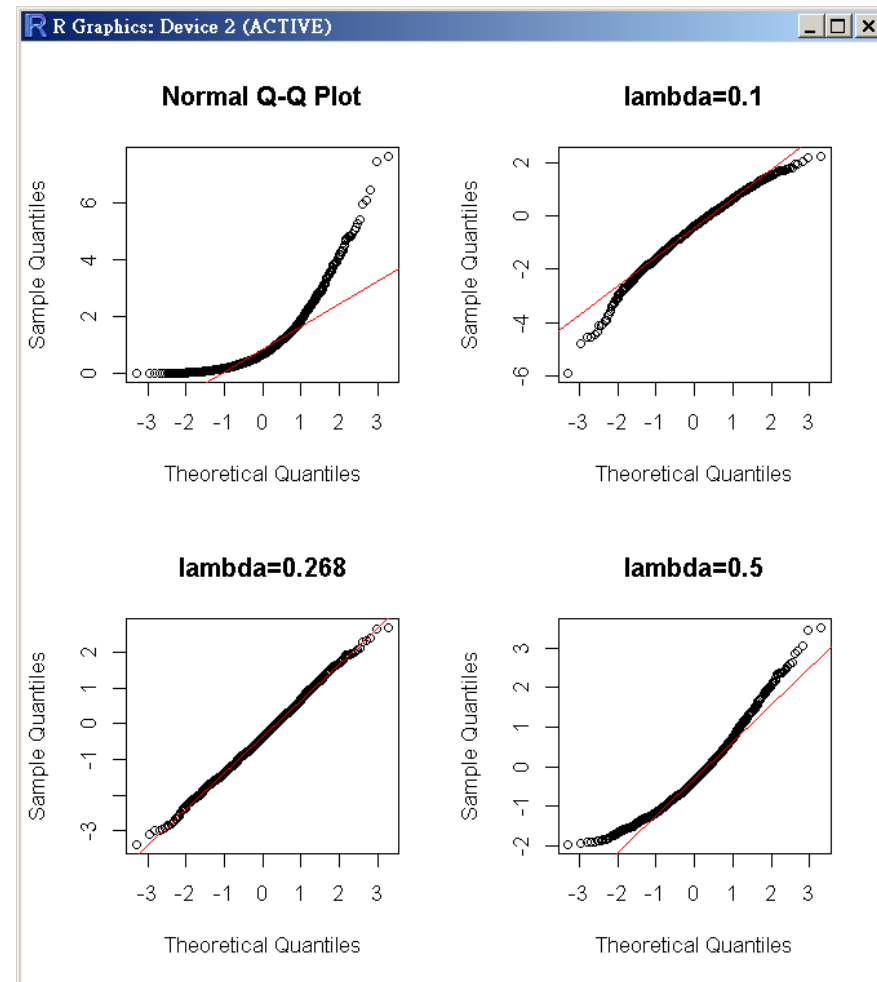 R Graphics: Device 2 (ACTIVE)
Normal Q-Q Plot
Sample Quantiles
6
4
2
0
-3 -2 -1 0 1 2 3
Theoretical Quantiles
lambda=0.1
Sample Quantiles
2
0
-2
-4
-6
-3 -2 -1 0 1 2 3
Theoretical Quantiles
lambda=0.268
Sample Quantiles
2
1
0
-1
-3
-3 -2 -1 0 1 2 3
Theoretical Quantiles
lambda=0.5
Sample Quantiles
3
2
1
0
-1
-2
-3 -2 -1 0 1 2 3
Theoretical Quantiles